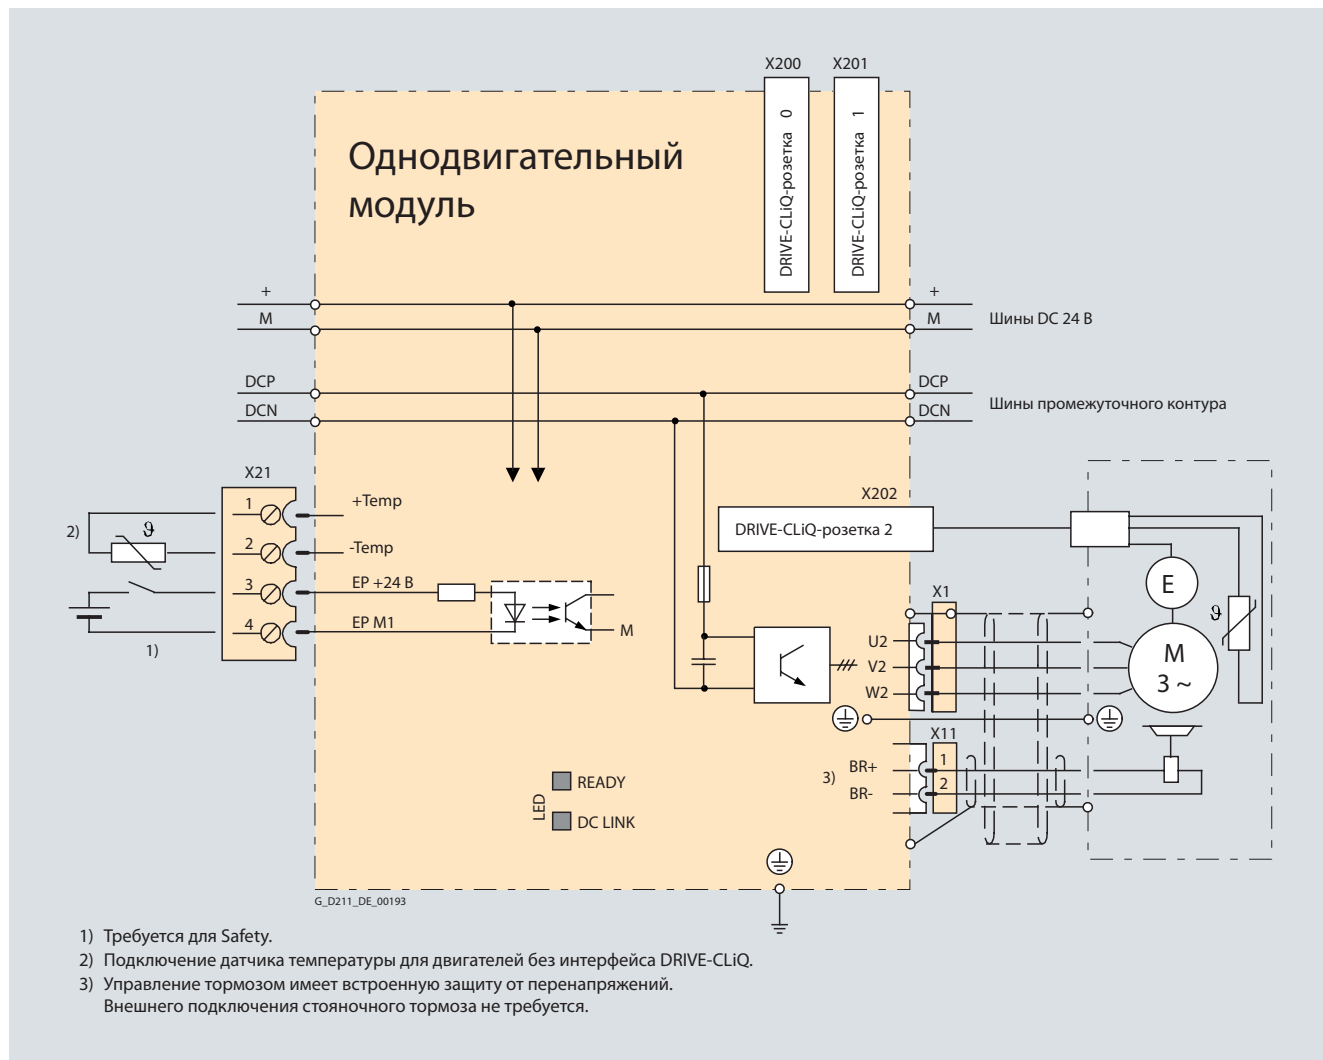 X200 X201
DRIVE-CLiQ-розетка 0
DRIVE-CLiQ-розетка 1
Однодвигательный
модуль
+ +
M M
Шины DC 24 В
DCP DCP
DCN DCN
Шины промежуточного контура
X21
X202
1 +Temp
2) ϑ
DRIVE-CLiQ-розетка 2
2 -Temp
3 EP +24 В
E
X1
ϑ
4 EP M1
M
1)
U2
V2
W2
M
3 ~
X11
3)
BR+ 1
BR- 2
LED
READY
DC LINK
G_D211_DE_00193
1) Требуется для Safety.
2) Подключение датчика температуры для двигателей без интерфейса DRIVE-CLiQ.
3) Управление тормозом имеет встроенную защиту от перенапряжений.
Внешнего подключения стояночного тормоза не требуется.